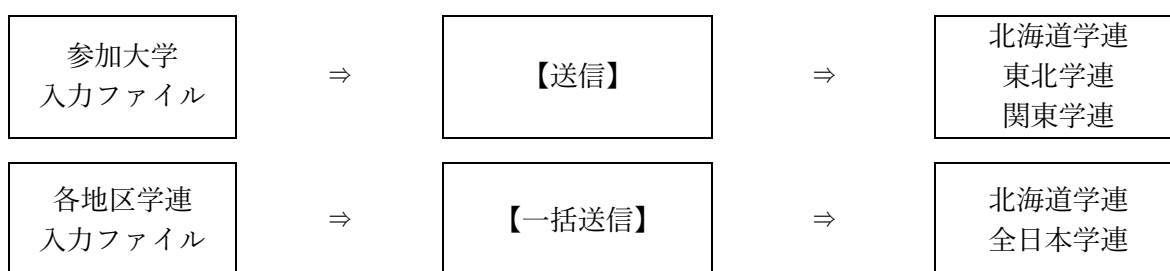 参加大学
入力ファイル
⇒
【送信】
⇒
北海道学連
東北学連
関東学連
各地区学連
入力ファイル
⇒
【一括送信】
⇒
北海道学連
全日本学連